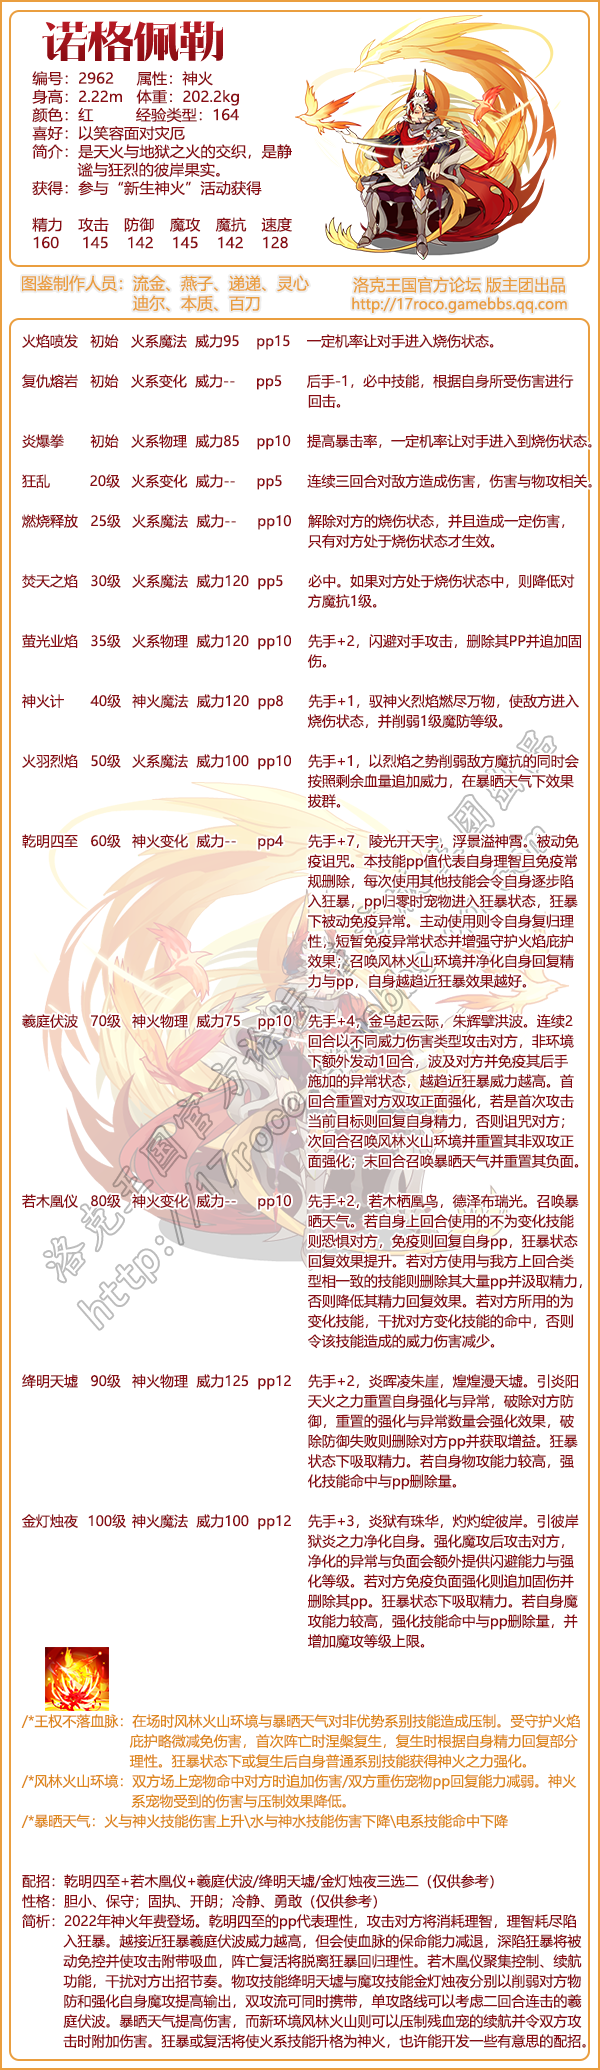 诺格佩勒
编号：2962 属性：神火
身高：2.22m 体重：202.2kg
颜色：红 经验类型：164
喜好：以笑容面对灾厄
简介：是天火与地狱之火的交织，是静
谧与狂烈的彼岸果实。
获得：参与“新生神火”活动获得
精力 攻击 防御 魔攻 魔抗 速度
160 145 142 145 142 128
图鉴制作人员：流金、燕子、递递、灵心
迪尔、本质、百刀
洛克王国官方论坛 版主团出品
http://17roco.gamebbs.qq.com
火焰喷发 初始 火系魔法 威力95 pp15 一定机率让对手进入烧伤状态。
复仇熔岩 初始 火系变化 威力-- pp5 后手-1，必中技能，根据自身所受伤害进行
回击。
炎爆拳 初始 火系物理 威力85 pp10 提高暴击率，一定机率让对手进入到烧伤状态。
狂乱 20级 火系变化 威力-- pp5 连续三回合对敌方造成伤害，伤害与物攻相关。
燃烧释放 25级 火系魔法 威力-- pp10 解除对方的烧伤状态，并且造成一定伤害，
只有对方处于烧伤状态才生效。
焚天之焰 30级 火系魔法 威力120 pp5 必中。如果对方处于烧伤状态中，则降低对
方魔抗1级。
萤光业焰 35级 火系物理 威力120 pp10 先手+2，闪避对手攻击，删除其PP并追加固
伤。
神火计 40级 神火魔法 威力120 pp8 先手+1，驭神火烈焰燃尽万物，使敌方进入
烧伤状态，并削弱1级魔防等级。
火羽烈焰 50级 火系魔法 威力100 pp10 先手+1，以烈焰之势削弱敌方魔抗的同时会
按照剩余血量追加威力，在暴晒天气下效果
拔群。
乾明四至 60级 神火变化 威力-- pp4 先手+7，陵光开天宇，浮景溢神霄。被动免
疫诅咒。本技能pp值代表自身理智且免疫常
规删除，每次使用其他技能会令自身逐步陷
入狂暴，pp归零时宠物进入狂暴状态，狂暴
下被动免疫异常。主动使用则令自身复归理
性，短暂免疫异常状态并增强守护火焰庇护
效果；召唤风林火山环境并净化自身回复精
力与pp，自身越趋近狂暴效果越好。
羲庭伏波 70级 神火物理 威力75 pp10 先手+4，金乌起云际，朱辉擘洪波。连续2
回合以不同威力伤害类型攻击对方，非环境
下额外发动1回合，波及对方并免疫其后手
施加的异常状态，越趋近狂暴威力越高。首
回合重置对方双攻正面强化，若是首次攻击
当前目标则回复自身精力，否则诅咒对方；
次回合召唤风林火山环境并重置其非双攻正
面强化；末回合召唤暴晒天气并重置其负面。
若木凰仪 80级 神火变化 威力-- pp10 先手+2，若木栖凰鸟，德泽布瑞光。召唤暴
晒天气。若自身上回合使用的不为变化技能
则恐惧对方，免疫则回复自身pp，狂暴状态
回复效果提升。若对方使用与我方上回合类
型相一致的技能则删除其大量pp并汲取精力，
否则降低其精力回复效果。若对方所用的为
变化技能，干扰对方变化技能的命中，否则
令该技能造成的威力伤害减少。
绛明天墟 90级 神火物理 威力125 pp12 先手+2，炎晖凌朱崖，煌煌漫天墟。引炎阳
天火之力重置自身强化与异常，破除对方防
御，重置的强化与异常数量会强化效果，破
除防御失败则删除对方pp并获取增益。狂暴
状态下吸取精力。若自身物攻能力较高，强
化技能命中与pp删除量。
金灯烛夜 100级 神火魔法 威力100 pp12 先手+3，炎狱有珠华，灼灼绽彼岸。引彼岸
狱炎之力净化自身。强化魔攻后攻击对方，
净化的异常与负面会额外提供闪避能力与强
化等级。若对方免疫负面强化则追加固伤并
删除其pp。狂暴状态下吸取精力。若自身魔
攻能力较高，强化技能命中与pp删除量，并
增加魔攻等级上限。
/*王权不落血脉：在场时风林火山环境与暴晒天气对非优势系别技能造成压制。受守护火焰
庇护略微减免伤害，首次阵亡时涅槃复生，复生时根据自身精力回复部分
理性。狂暴状态下或复生后自身普通系别技能获得神火之力强化。
/*风林火山环境：双方场上宠物命中对方时追加伤害/双方重伤宠物pp回复能力减弱。神火
系宠物受到的伤害与压制效果降低。
/*暴晒天气：火与神火技能伤害上升\水与神水技能伤害下降\电系技能命中下降
配招：乾明四至+若木凰仪+羲庭伏波/绛明天墟/金灯烛夜三选二（仅供参考）
性格：胆小、保守；固执、开朗；冷静、勇敢（仅供参考）
简析：2022年神火年费登场。乾明四至的pp代表理性，攻击对方将消耗理智，理智耗尽陷
入狂暴。越接近狂暴羲庭伏波威力越高，但会使血脉的保命能力减退，深陷狂暴将被
动免控并使攻击附带吸血，阵亡复活将脱离狂暴回归理性。若木凰仪聚集控制、续航
功能，干扰对方出招节奏。物攻技能绛明天墟与魔攻技能金灯烛夜分别以削弱对方物
防和强化自身魔攻提高输出，双攻流可同时携带，单攻路线可以考虑二回合连击的羲
庭伏波。暴晒天气提高伤害，而新环境风林火山则可以压制残血宠的续航并令双方攻
击时附加伤害。狂暴或复活将使火系技能升格为神火，也许能开发一些有意思的配招。